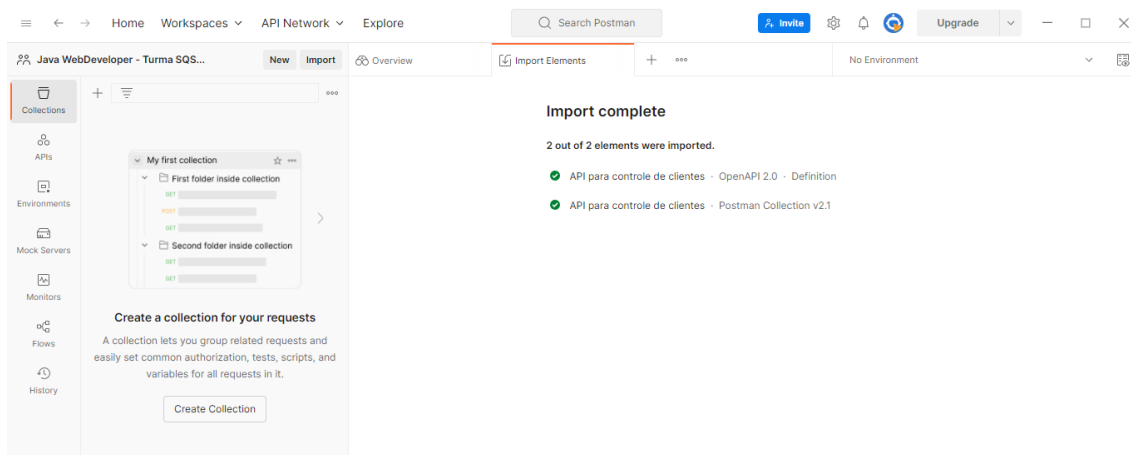 Home Workspaces API Network Explore Search Postman Invite Upgrade
Java WebDeveloper - Turma SQS... New Import Overview Import Elements No Environment
Collections
APIs
Environments
Mock Servers
Monitors
Flows
History
My first collection
First folder inside collection
GET
POST
GET
Second folder inside collection
GET
GET
Create a collection for your requests
A collection lets you group related requests and
easily set common authorization, tests, scripts, and
variables for all requests in it.
Create Collection
Import complete
2 out of 2 elements were imported.
API para controle de clientes · OpenAPI 2.0 · Definition
API para controle de clientes · Postman Collection v2.1